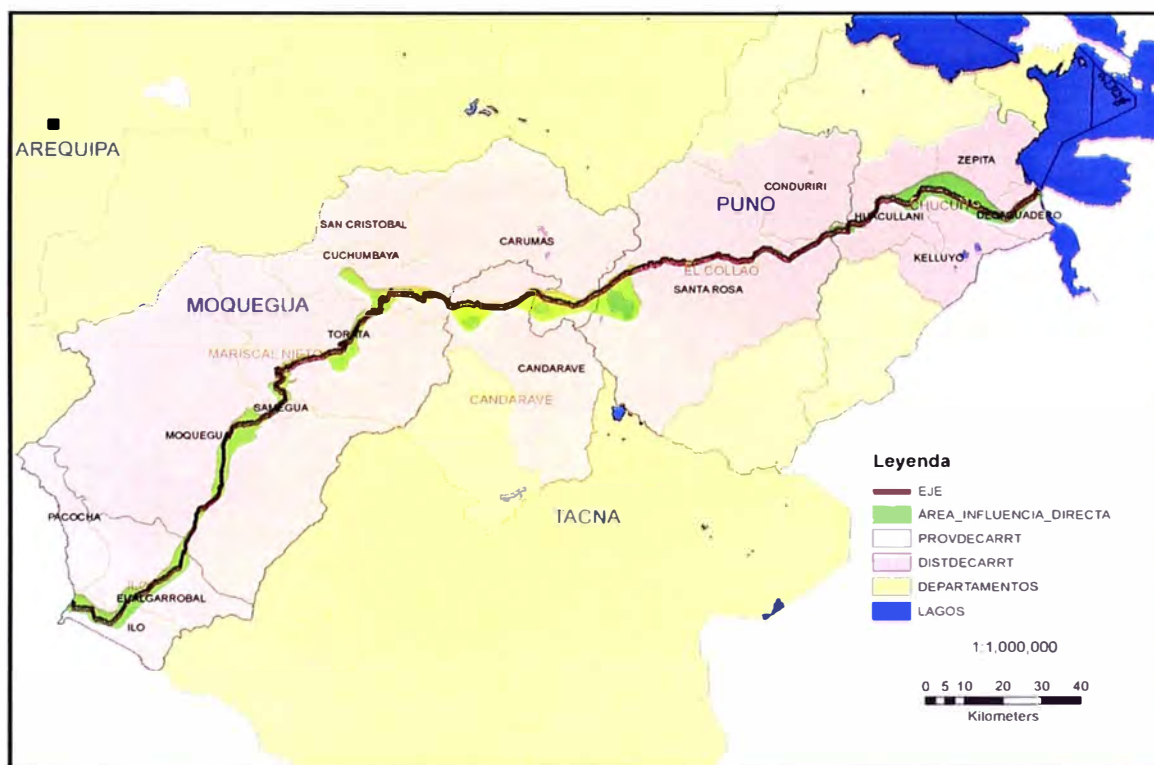 AREQUIPA
ZEPITA
CONDURIRI
PUNO
SAN CRISTOBAL
HUACULLANI
DESAGUADERO
CARUMAS
CUCHUMBAYA
KELLUYO
EL COLLAO
SANTA ROSA
MOQUEGUA
TORATA
MARISCAL NIETO
CANDARAVE
CANDARAVE
SAMEGUA
MOQUEGUA
PACOCHA
TACNA
EL ALGARROBAL
ILO
Leyenda
EJE
AREA_INFLUENCIA_DIRECTA
PROVDECARRT
DISTDECARRT
DEPARTAMENTOS
LAGOS
1:1,000,000
0 5 10 20 30 40
Kilometers